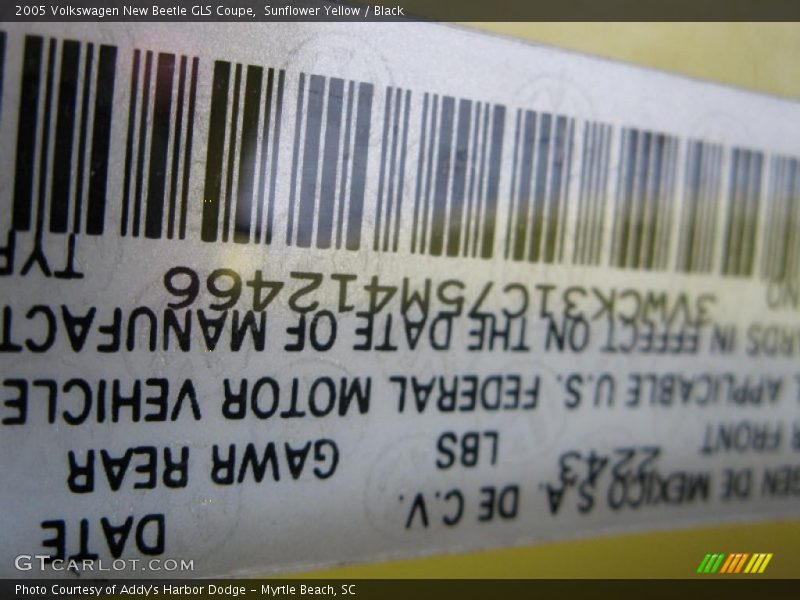 2005 Volkswagen New Beetle GLS Coupe, Sunflower Yellow / Black
DATE
GEN DE MEXICO S.A. DE C.V.
R FRONT 2243 LBS GAWR REAR
APPLICABLE U.S. FEDERAL MOTOR VEHICLE
ARDS IN EFFECT ON THE DATE OF MANUFACT
NO 3VWCK31C75M412466 TYP
GTCARLOT.COM
Photo Courtesy of Addy's Harbor Dodge – Myrtle Beach, SC